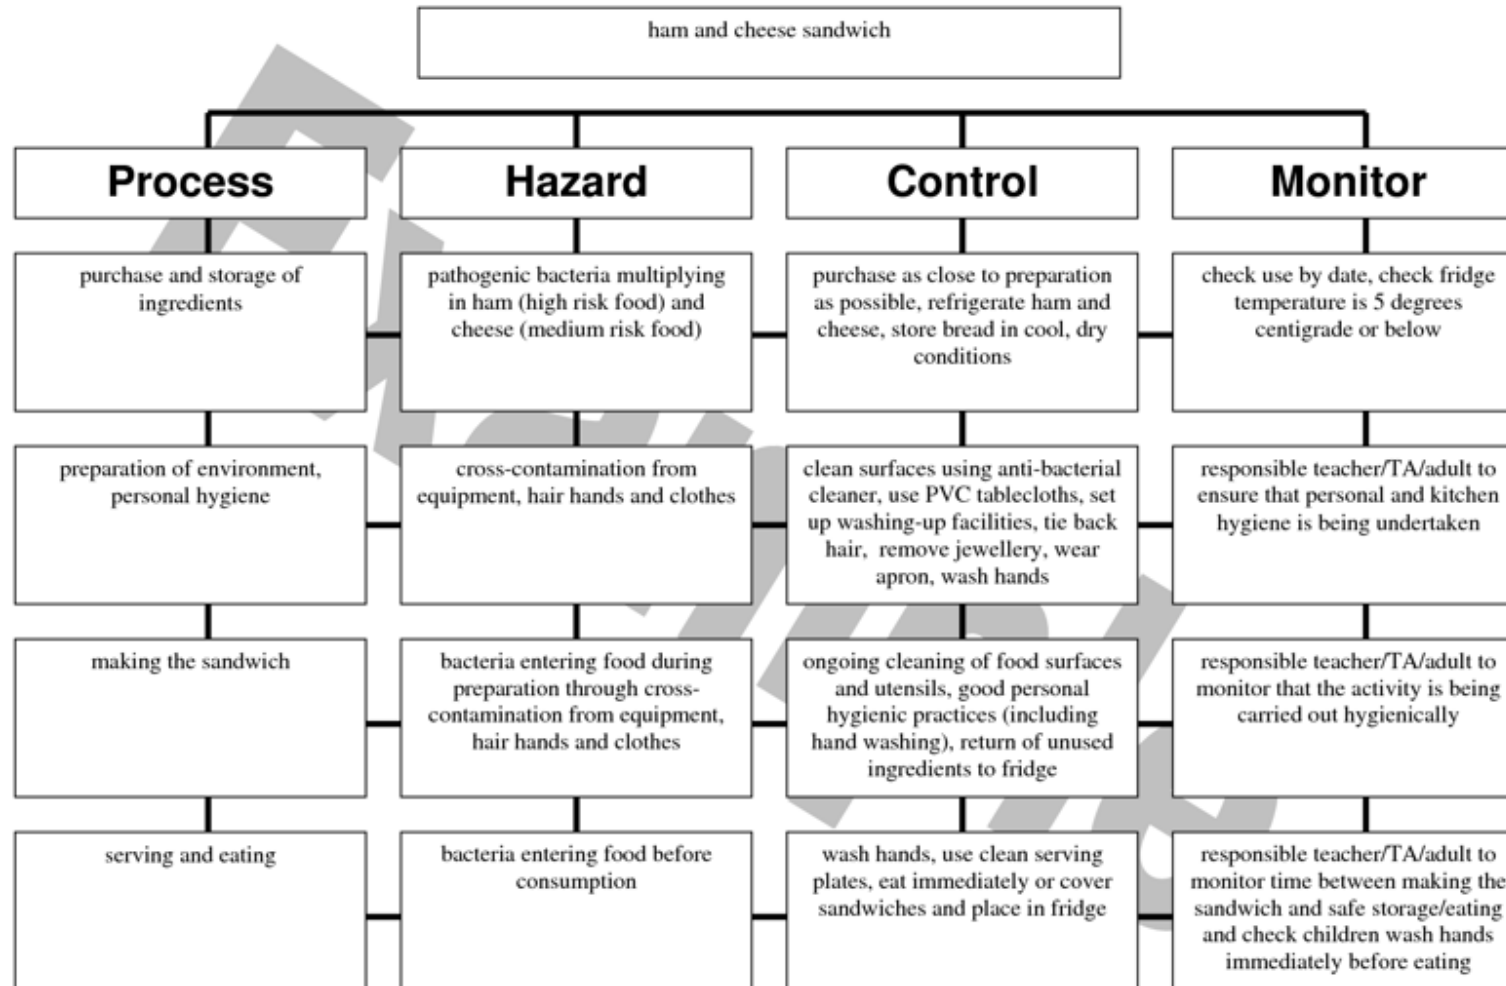 ham and cheese sandwich
Process
Hazard
Control
Monitor
purchase and storage of
ingredients
pathogenic bacteria multiplying
in ham (high risk food) and
cheese (medium risk food)
purchase as close to preparation
as possible, refrigerate ham and
cheese, store bread in cool, dry
conditions
check use by date, check fridge
temperature is 5 degrees
centigrade or below
preparation of environment,
personal hygiene
cross-contamination from
equipment, hair hands and clothes
clean surfaces using anti-bacterial
cleaner, use PVC tablecloths, set
up washing-up facilities, tie back
hair,  remove jewellery, wear
apron, wash hands
responsible teacher/TA/adult to
ensure that personal and kitchen
hygiene is being undertaken
making the sandwich
bacteria entering food during
preparation through cross-
contamination from equipment,
hair hands and clothes
ongoing cleaning of food surfaces
and utensils, good personal
hygienic practices (including
hand washing), return of unused
ingredients to fridge
responsible teacher/TA/adult to
monitor that the activity is being
carried out hygienically
serving and eating
bacteria entering food before
consumption
wash hands, use clean serving
plates, eat immediately or cover
sandwiches and place in fridge
responsible teacher/TA/adult to
monitor time between making the
sandwich and safe storage/eating
and check children wash hands
immediately before eating
Example